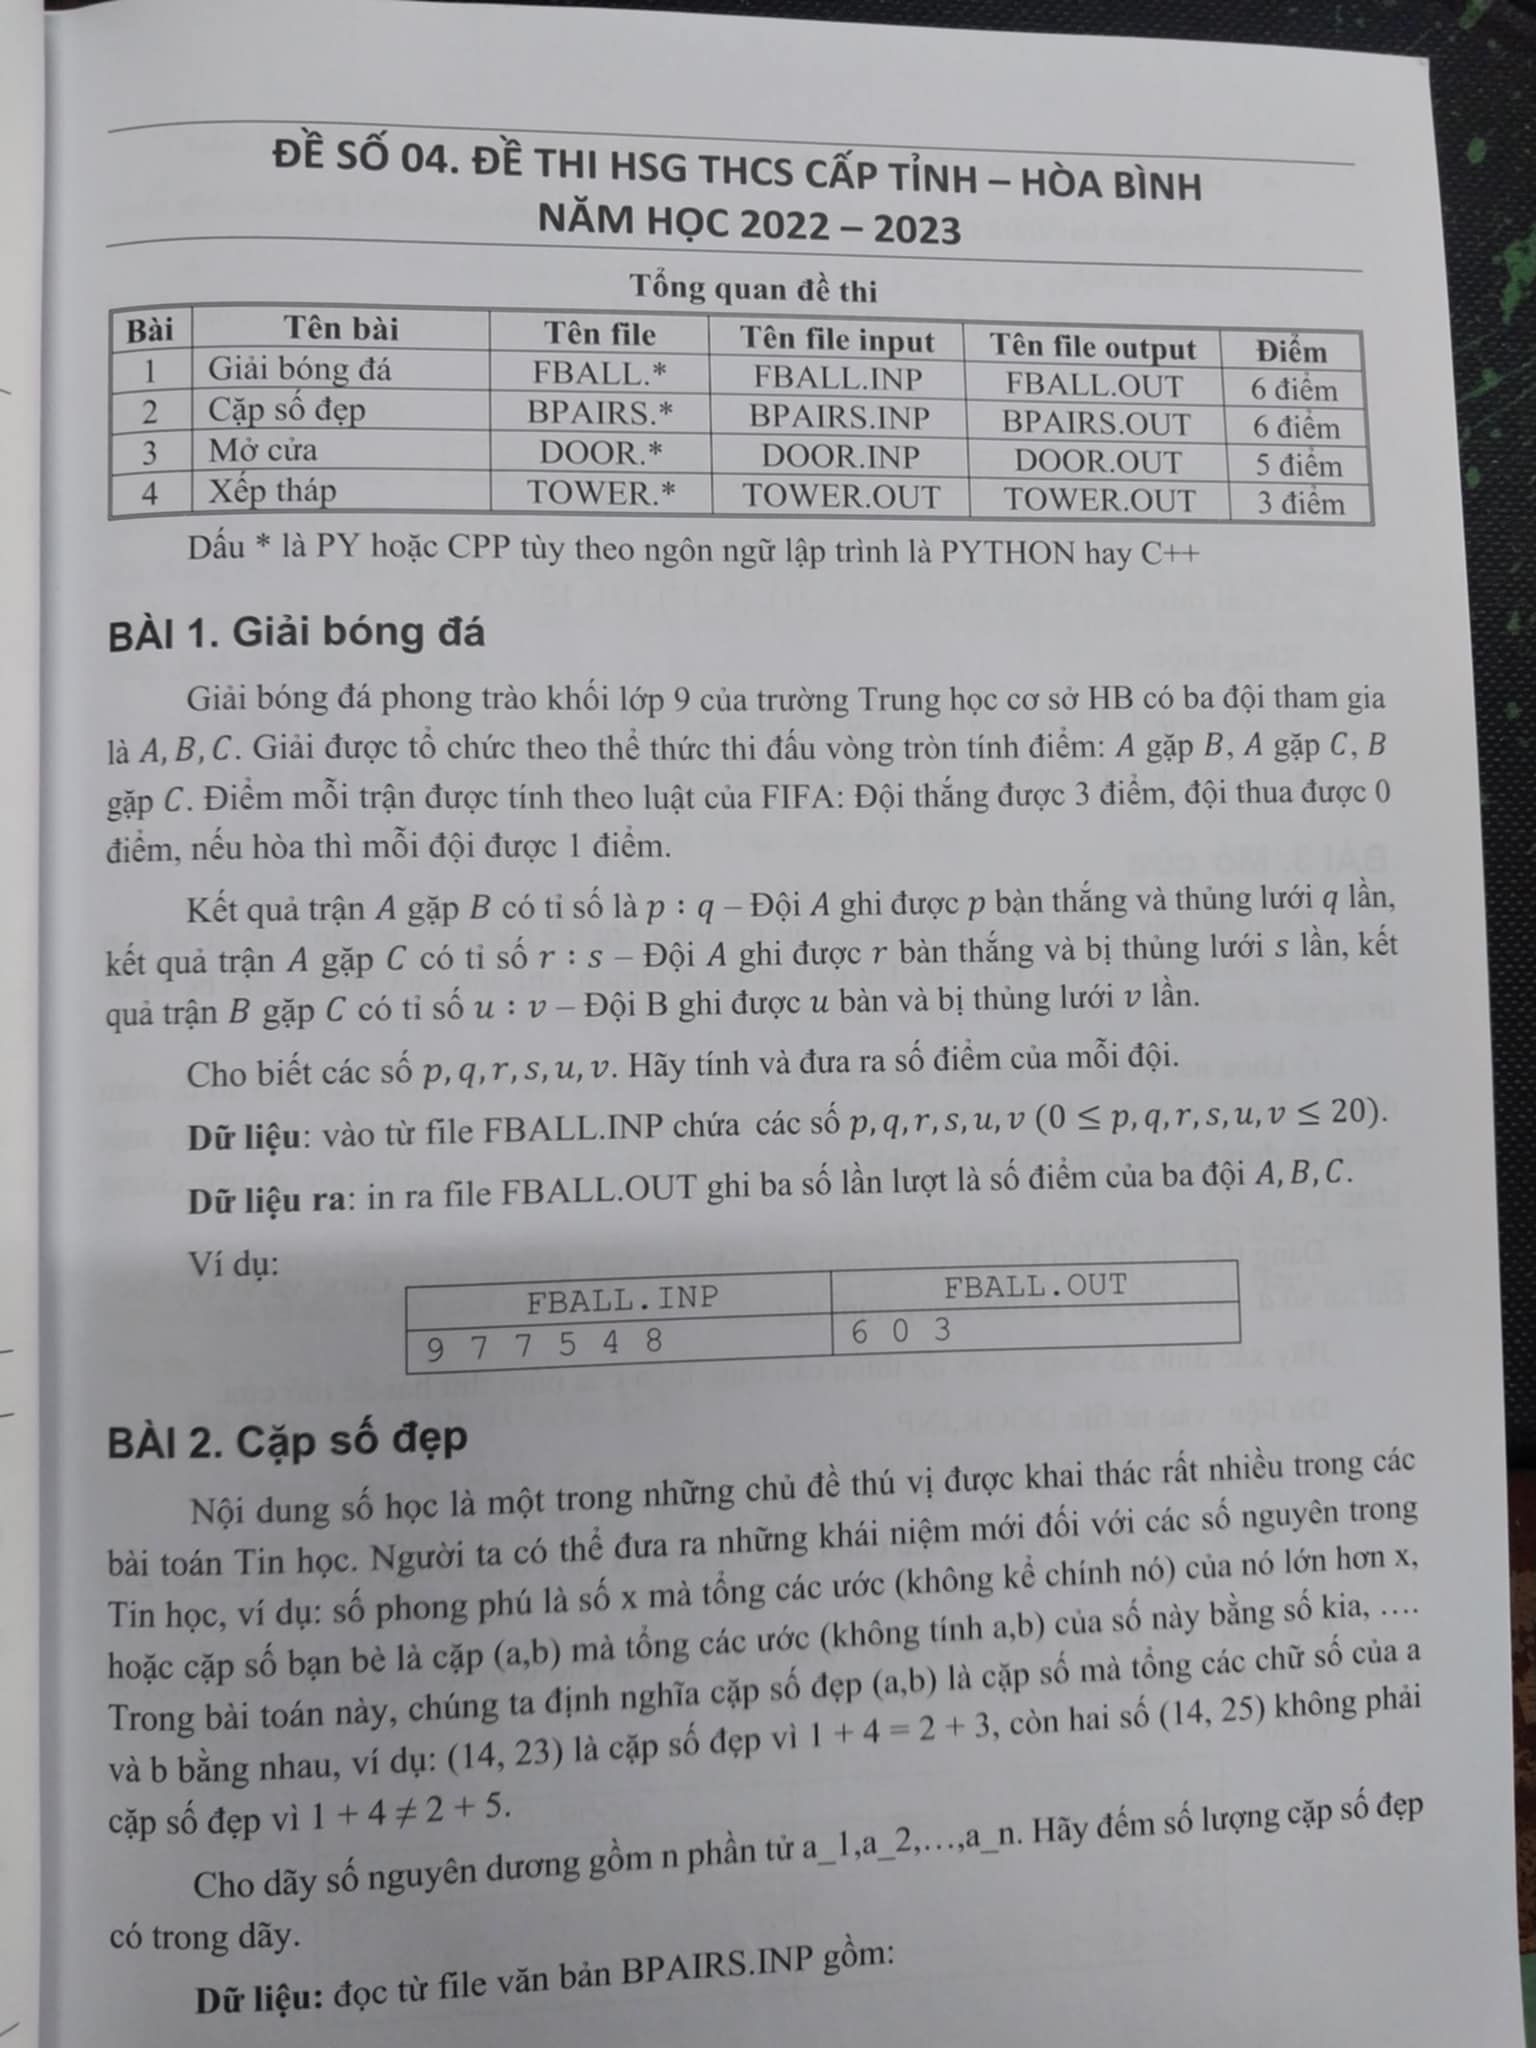 ĐỀ SỐ 04. ĐỀ THI HSG THCS CẤP TỈNH – HÒA BÌNH
NĂM HỌC 2022 – 2023
Tổng quan đề thi
Bài Tên bài Tên file Tên file input Tên file output Điểm
1 Giải bóng đá FBALL.* FBALL.INP FBALL.OUT 6 điểm
2 Cặp số đẹp BPAIRS.* BPAIRS.INP BPAIRS.OUT 6 điểm
3 Mở cửa DOOR.* DOOR.INP DOOR.OUT 5 điểm
4 Xếp tháp TOWER.* TOWER.OUT TOWER.OUT 3 điểm
Dấu * là PY hoặc CPP tùy theo ngôn ngữ lập trình là PYTHON hay C++
BÀI 1. Giải bóng đá
Giải bóng đá phong trào khối lớp 9 của trường Trung học cơ sở HB có ba đội tham gia
là A, B, C. Giải được tổ chức theo thể thức thi đấu vòng tròn tính điểm: A gặp B, A gặp C, B
gặp C. Điểm mỗi trận được tính theo luật của FIFA: Đội thắng được 3 điểm, đội thua được 0
điểm, nếu hòa thì mỗi đội được 1 điểm.
Kết quả trận A gặp B có tỉ số là p : q – Đội A ghi được p bàn thắng và thủng lưới q lần,
kết quả trận A gặp C có tỉ số r : s – Đội A ghi được r bàn thắng và bị thủng lưới s lần, kết
quả trận B gặp C có tỉ số u : v – Đội B ghi được u bàn và bị thủng lưới v lần.
Cho biết các số p, q, r, s, u, v. Hãy tính và đưa ra số điểm của mỗi đội.
Dữ liệu: vào từ file FBALL.INP chứa các số p, q, r, s, u, v (0 ≤ p, q, r, s, u, v ≤ 20).
Dữ liệu ra: in ra file FBALL.OUT ghi ba số lần lượt là số điểm của ba đội A, B, C.
Ví dụ:
FBALL.INP FBALL.OUT
9 7 7 5 4 8 6 0 3
BÀI 2. Cặp số đẹp
Nội dung số học là một trong những chủ đề thú vị được khai thác rất nhiều trong các
bài toán Tin học. Người ta có thể đưa ra những khái niệm mới đối với các số nguyên trong
Tin học, ví dụ: số phong phú là số x mà tổng các ước (không kể chính nó) của nó lớn hơn x,
hoặc cặp số bạn bè là cặp (a,b) mà tổng các ước (không tính a,b) của số này bằng số kia, ….
Trong bài toán này, chúng ta định nghĩa cặp số đẹp (a,b) là cặp số mà tổng các chữ số của a
và b bằng nhau, ví dụ: (14, 23) là cặp số đẹp vì 1 + 4 = 2 + 3, còn hai số (14, 25) không phải
cặp số đẹp vì 1 + 4 ≠ 2 + 5.
Cho dãy số nguyên dương gồm n phần tử a_1,a_2,…,a_n. Hãy đếm số lượng cặp số đẹp
có trong dãy.
Dữ liệu: đọc từ file văn bản BPAIRS.INP gồm: